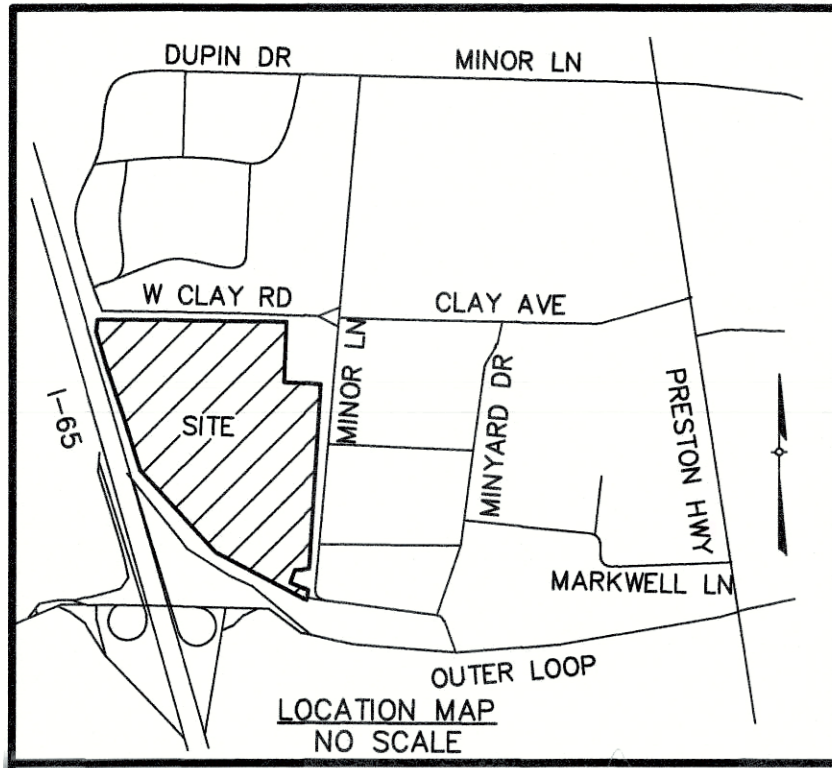 DUPIN DR
MINOR LN
W CLAY RD
CLAY AVE
MINOR LN
I-65
SITE
MINYARD DR
PRESTON HWY
MARKWELL LN
OUTER LOOP
LOCATION MAP
NO SCALE